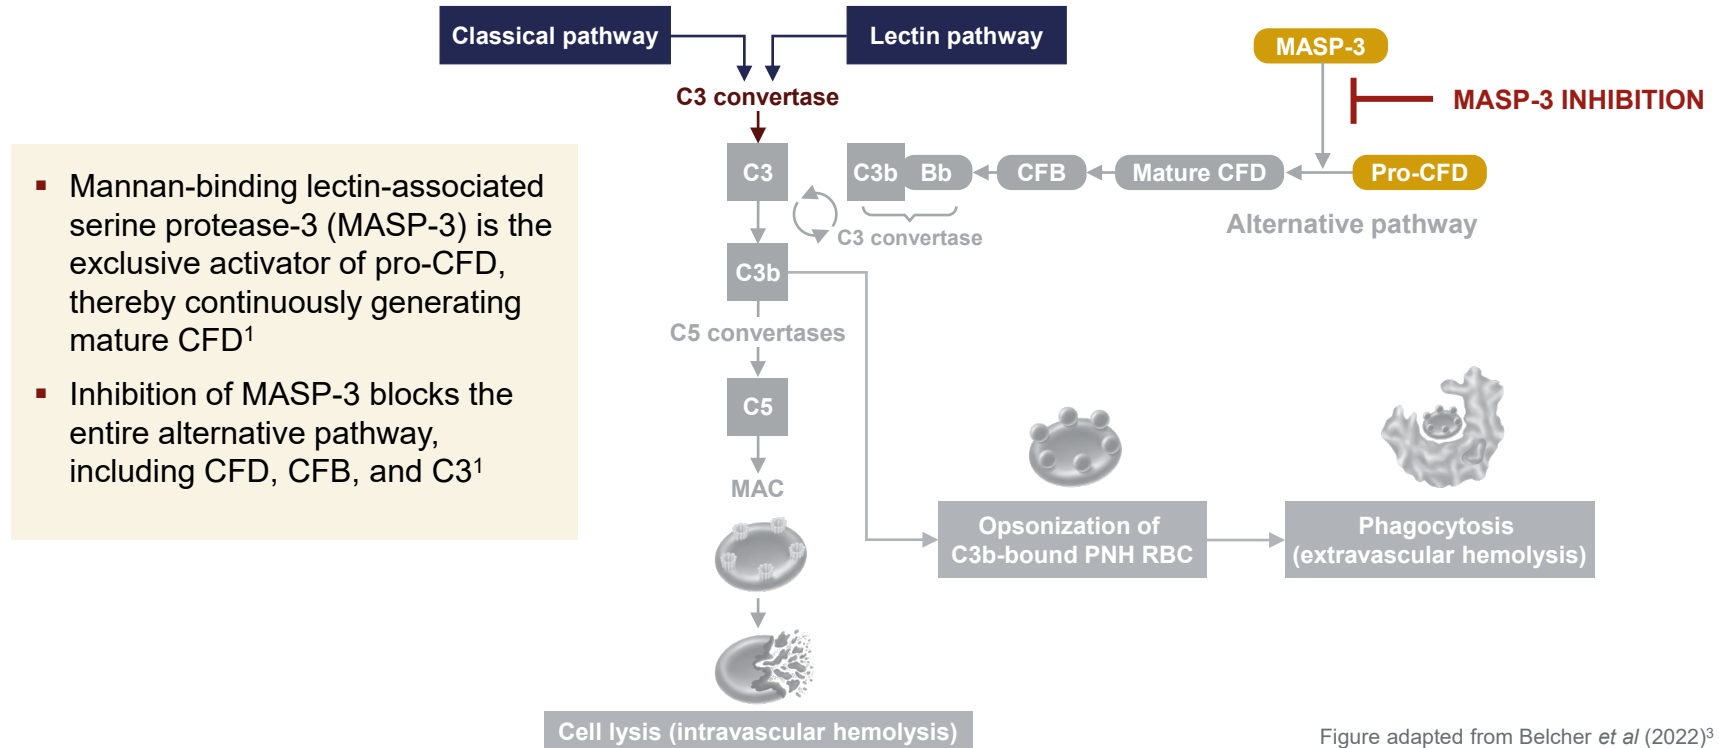 Classical pathway
Lectin pathway
MASP-3
C3 convertase
MASP-3 INHIBITION
▪ Mannan-binding lectin-associated
serine protease-3 (MASP-3) is the
exclusive activator of pro-CFD,
thereby continuously generating
mature CFD¹
▪ Inhibition of MASP-3 blocks the
entire alternative pathway,
including CFD, CFB, and C3¹
C3
C3b
Bb
CFB
Mature CFD
Pro-CFD
C3 convertase
Alternative pathway
C3b
C5 convertases
C5
MAC
Opsonization of
C3b-bound PNH RBC
Phagocytosis
(extravascular hemolysis)
Cell lysis (intravascular hemolysis)
Figure adapted from Belcher et al (2022)³